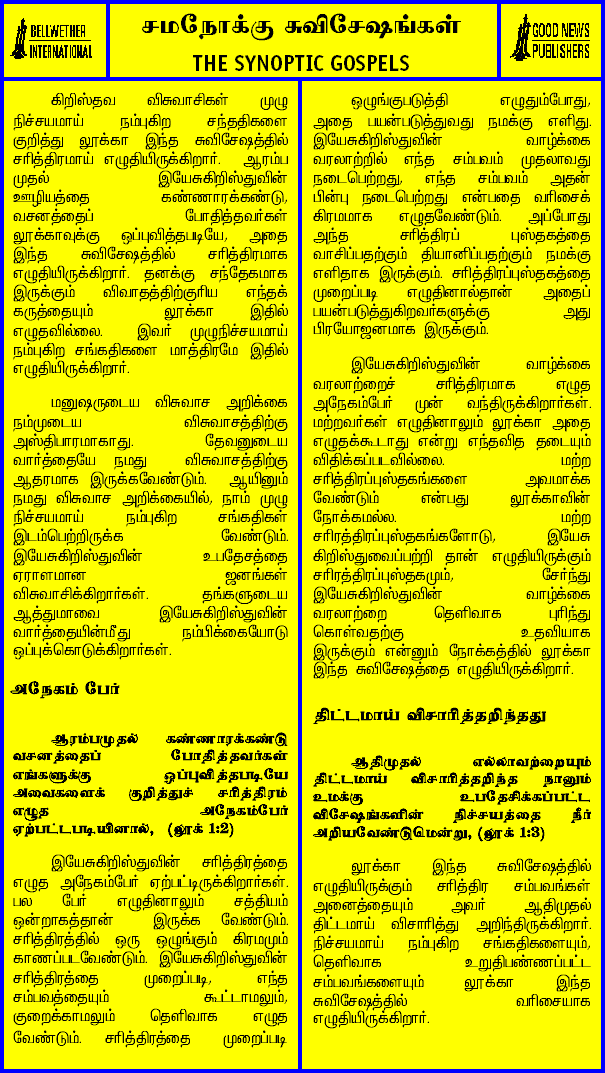 BELLWETHER
INTERNATIONAL
சமநோக்கு சுவிசேஷங்கள்
THE SYNOPTIC GOSPELS
GOOD NEWS
PUBLISHERS
கிறிஸ்தவ விசுவாசிகள் முழு
நிச்சயமாய் நம்புகிற சந்ததிகளை
குறித்து லூக்கா இந்த சுவிசேஷத்தில்
சரித்திரமாய் எழுதியிருக்கிறார். ஆரம்ப
முதல் இயேசுகிறிஸ்துவின்
ஊழியத்தை கண்ணாரக்கண்டு,
வசனத்தைப் போதித்தவர்கள்
லூக்காவுக்கு ஒப்புவித்தபடியே, அதை
இந்த சுவிசேஷத்தில் சரித்திரமாக
எழுதியிருக்கிறார். தனக்கு சந்தேகமாக
இருக்கும் விவாதத்திற்குரிய எந்தக்
கருத்தையும் லூக்கா இதில்
எழுதவில்லை. இவர் முழுநிச்சயமாய்
நம்புகிற சங்கதிகளை மாத்திரமே இதில்
எழுதியிருக்கிறார்.
மனுஷருடைய விசுவாச அறிக்கை
நம்முடைய விசுவாசத்திற்கு
அஸ்திபாரமாகாது. தேவனுடைய
வார்த்தையே நமது விசுவாசத்திற்கு
ஆதரமாக இருக்கவேண்டும். ஆயினும்
நமது விசுவாச அறிக்கையில், நாம் முழு
நிச்சயமாய் நம்புகிற சங்கதிகள்
இடம்பெற்றிருக்க வேண்டும்.
இயேசுகிறிஸ்துவின் உபதேசத்தை
ஏராளமான ஜனங்கள்
விசுவாசிக்கிறார்கள். தங்களுடைய
ஆத்துமாவை இயேசுகிறிஸ்துவின்
வார்த்தையின்மீது நம்பிக்கையோடு
ஒப்புக்கொடுக்கிறார்கள்.
அநேகம் பேர்
ஆரம்பமுதல் கண்ணாரக்கண்டு
வசனத்தைப் போதித்தவர்கள்
எங்களுக்கு ஒப்புவித்தபடியே
அவைகளைக் குறித்துச் சரித்திரம்
எழுத அநேகம்பேர்
ஏற்பட்டபடியினால், (லூக் 1:2)
இயேசுகிறிஸ்துவின் சரித்திரத்தை
எழுத அநேகம்பேர் ஏற்பட்டிருக்கிறார்கள்.
பல பேர் எழுதினாலும் சத்தியம்
ஒன்றாகத்தான் இருக்க வேண்டும்.
சரித்திரத்தில் ஒரு ஒழுங்கும் கிரமமும்
காணப்படவேண்டும். இயேசுகிறிஸ்துவின்
சரித்திரத்தை முறைப்படி, எந்த
சம்பவத்தையும் கூட்டாமலும்,
குறைக்காமலும் தெளிவாக எழுத
வேண்டும். சரித்திரத்தை முறைப்படி
ஒழுங்குபடுத்தி எழுதும்போது,
அதை பயன்படுத்துவது நமக்கு எளிது.
இயேசுகிறிஸ்துவின் வாழ்க்கை
வரலாற்றில் எந்த சம்பவம் முதலாவது
நடைபெற்றது, எந்த சம்பவம் அதன்
பின்பு நடைபெற்றது என்பதை வரிசைக்
கிரமமாக எழுதவேண்டும். அப்போது
அந்த சரித்திரப் புஸ்தகத்தை
வாசிப்பதற்கும் தியானிப்பதற்கும் நமக்கு
எளிதாக இருக்கும். சரித்திரப்புஸ்தகத்தை
முறைப்படி எழுதினால்தான் அதைப்
பயன்படுத்துகிறவர்களுக்கு அது
பிரயோஜனமாக இருக்கும்.
இயேசுகிறிஸ்துவின் வாழ்க்கை
வரலாற்றைச் சரித்திரமாக எழுத
அநேகம்பேர் முன் வந்திருக்கிறார்கள்.
மற்றவர்கள் எழுதினாலும் லூக்கா அதை
எழுதக்கூடாது என்று எந்தவித தடையும்
விதிக்கப்படவில்லை. மற்ற
சரித்திரப்புஸ்தகங்களை அவமாக்க
வேண்டும் என்பது லூக்காவின்
நோக்கமல்ல. மற்ற
சரிரத்திரப்புஸ்தகங்களோடு, இயேசு
கிறிஸ்துவைப்பற்றி தான் எழுதியிருக்கும்
சரிரத்திரப்புஸ்தகமும், சேர்ந்து
இயேசுகிறிஸ்துவின் வாழ்க்கை
வரலாற்றை தெளிவாக புரிந்து
கொள்வதற்கு உதவியாக
இருக்கும் என்னும் நோக்கத்தில் லூக்கா
இந்த சுவிசேஷத்தை எழுதியிருக்கிறார்.
திட்டமாய் விசாரித்தறிந்தது
ஆதிமுதல் எல்லாவற்றையும்
திட்டமாய் விசாரித்தறிந்த நானும்
உமக்கு உபதேசிக்கப்பட்ட
விசேஷங்களின் நிச்சயத்தை நீர்
அறியவேண்டுமென்று, (லூக் 1:3)
லூக்கா இந்த சுவிசேஷத்தில்
எழுதியிருக்கும் சரித்திர சம்பவங்கள்
அனைத்தையும் அவர் ஆதிமுதல்
திட்டமாய் விசாரித்து அறிந்திருக்கிறார்.
நிச்சயமாய் நம்புகிற சங்கதிகளையும்,
தெளிவாக உறுதிபண்ணப்பட்ட
சம்பவங்களையும் லூக்கா இந்த
சுவிசேஷத்தில் வரிசையாக
எழுதியிருக்கிறார்.